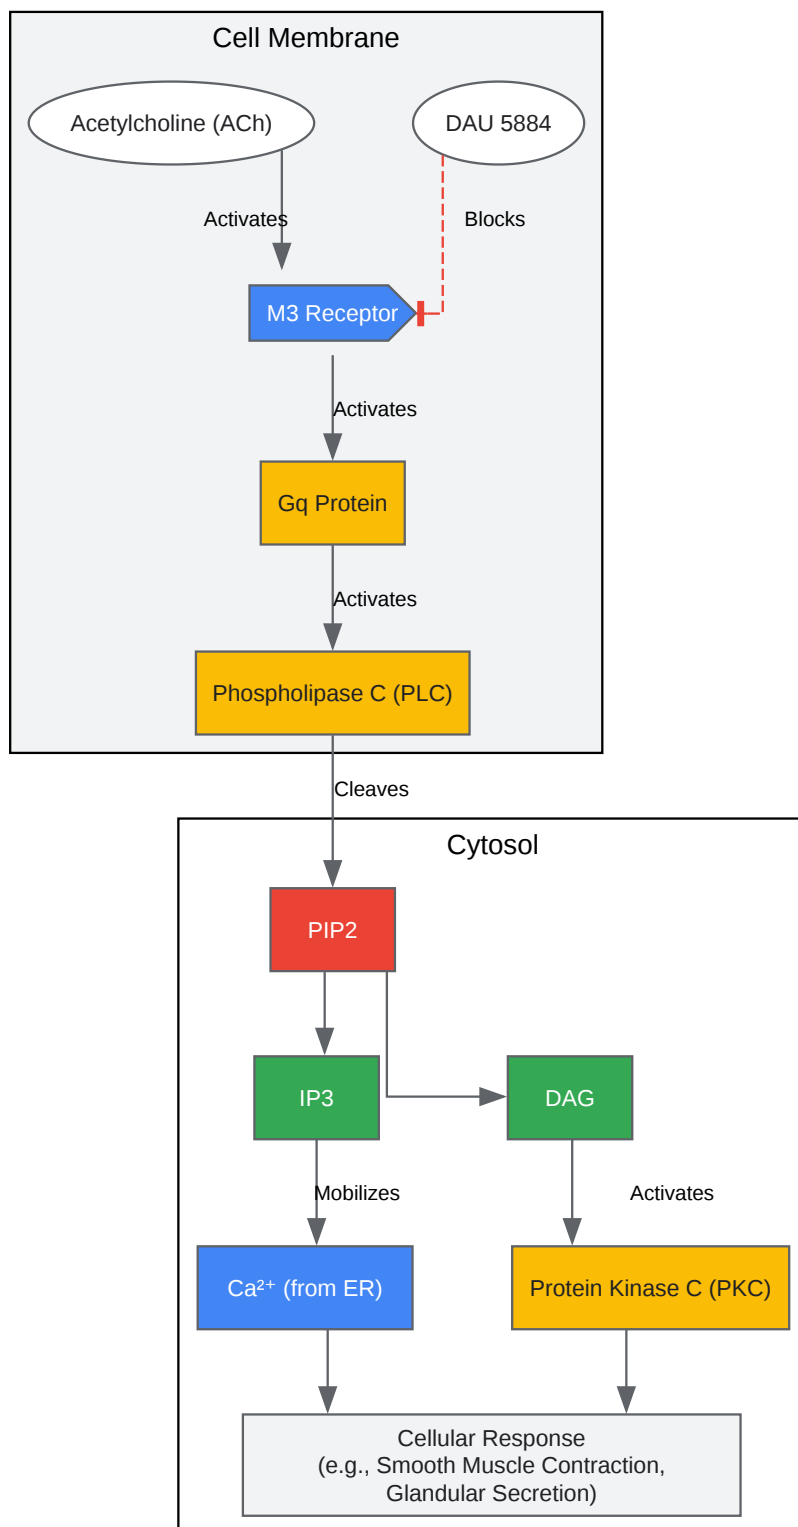 Cell Membrane
Acetylcholine (ACh)
DAU 5884
Activates
Blocks
M3 Receptor
Activates
Gq Protein
Activates
Phospholipase C (PLC)
Cleaves
Cytosol
PIP2
IP3
DAG
Mobilizes
Activates
Ca²⁺ (from ER)
Protein Kinase C (PKC)
Cellular Response
(e.g., Smooth Muscle Contraction,
Glandular Secretion)